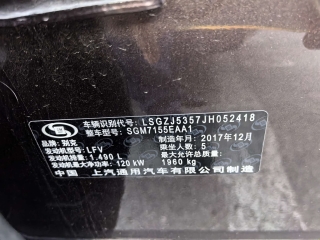 车辆识别代号: LSGZJ5357JH052418
整车型号: SGM7155EAA1
品牌: 别克 制造年月: 2017年12月
发动机型号: LFV 乘坐人数: 5
发动机排量: 1.490 L 最大允许总质量:
发动机最大净功率: 120 kW 1960 kg
中国 上汽通用汽车有限公司制造